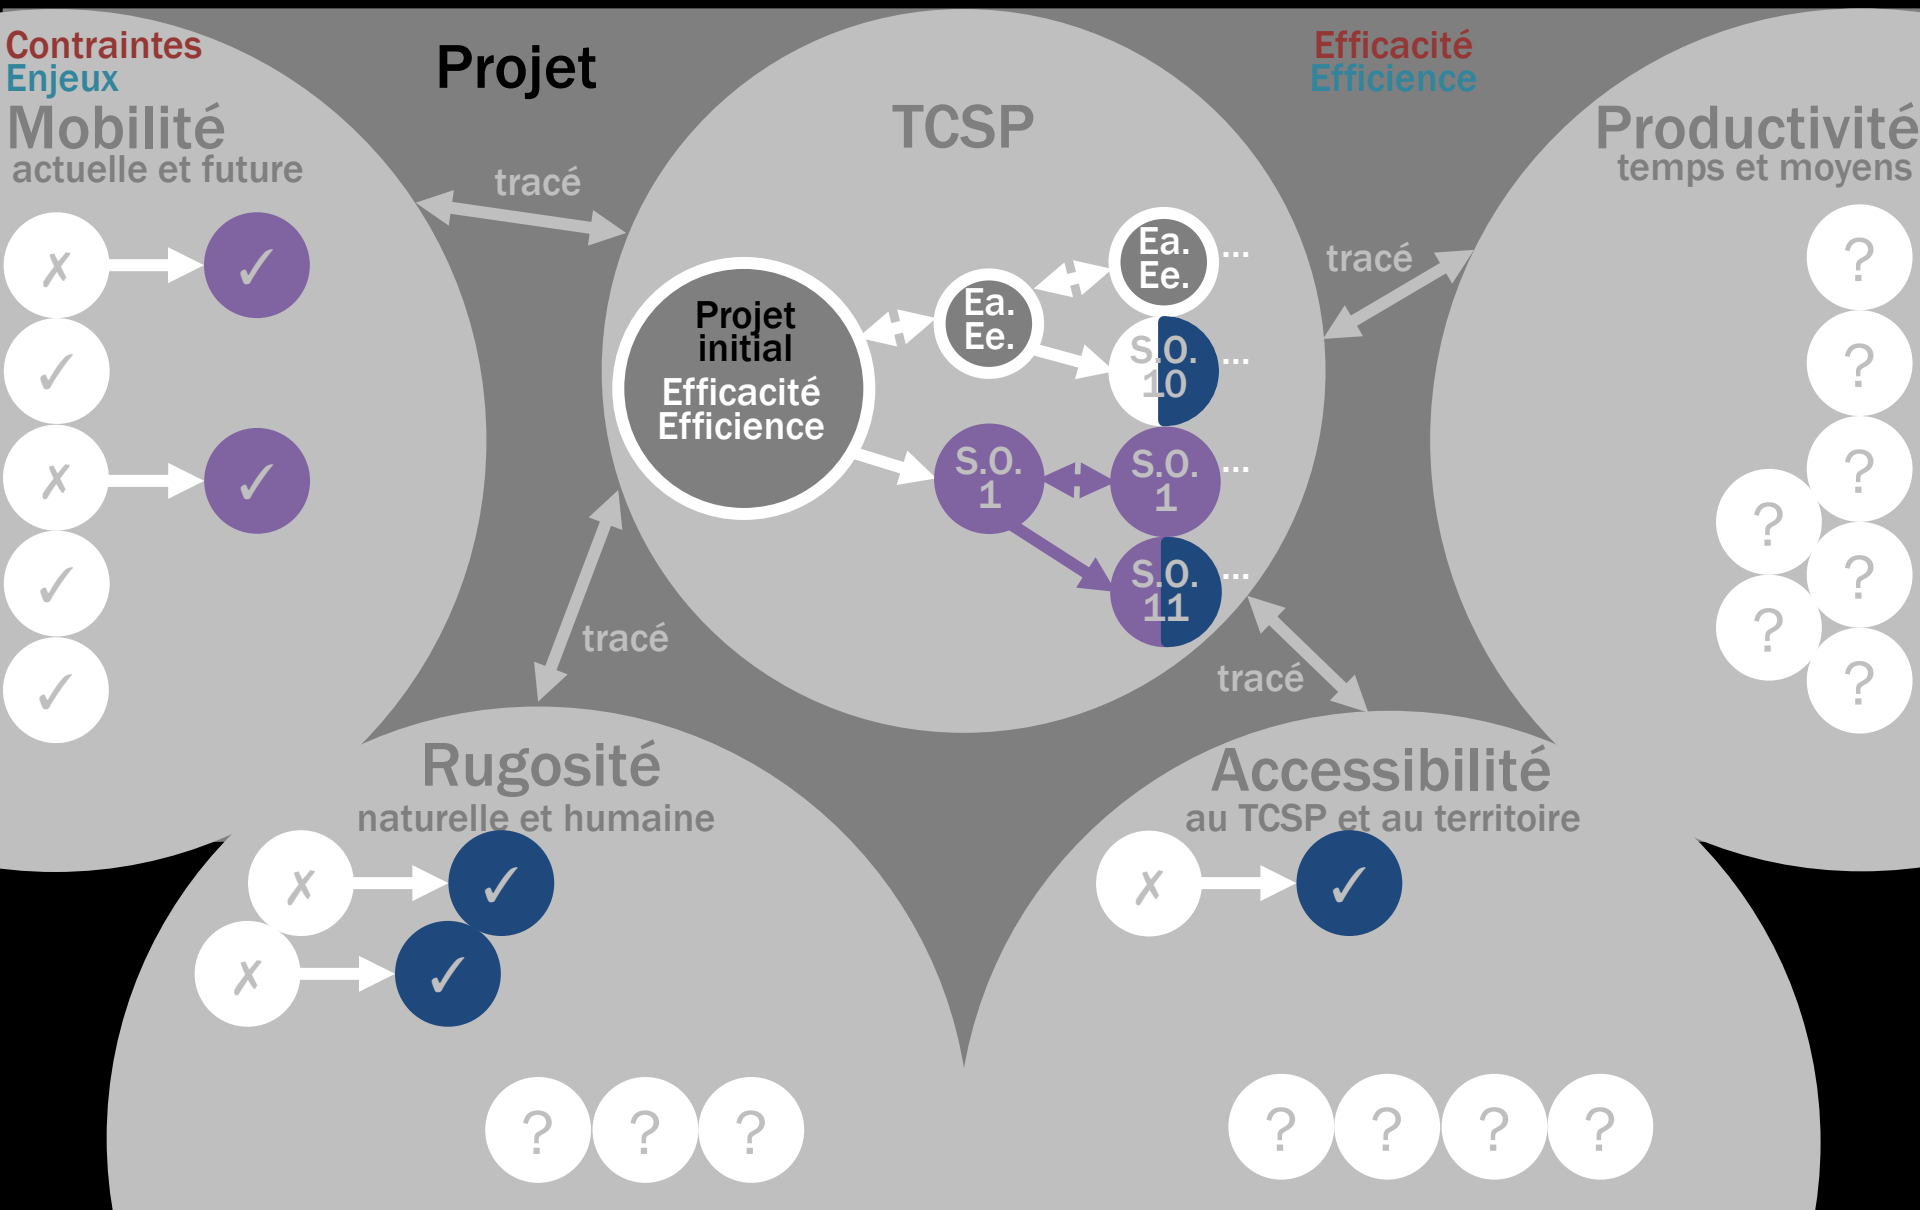 Contraintes
Enjeux
Mobilité
actuelle et future
✗
✓
✓
✗
✓
✓
✓
Projet
tracé
TCSP
Projet
initial
Efficacité
Efficience
Ea.
Ee.
Ea.
Ee.
...
S.O.
10
...
S.O.
1
S.O.
1
...
S.O.
11
...
Efficacité
Efficience
tracé
Productivité
temps et moyens
?
?
?
?
?
?
?
tracé
tracé
Rugosité
naturelle et humaine
✗
✓
✗
✓
?
?
?
Accessibilité
au TCSP et au territoire
✗
✓
?
?
?
?